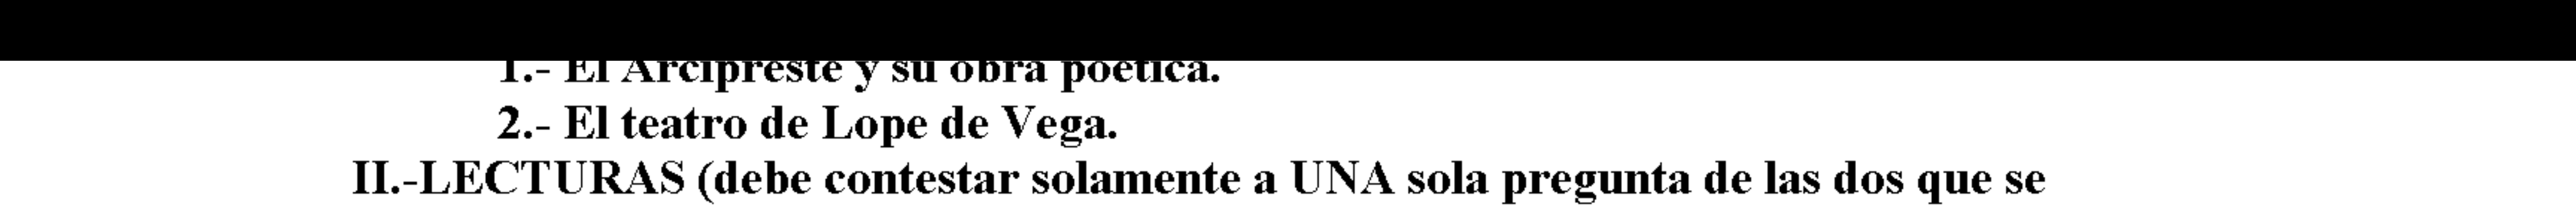 1.- El Arcipreste y su obra poética.
2.- El teatro de Lope de Vega.
II.-LECTURAS (debe contestar solamente a UNA sola pregunta de las dos que se